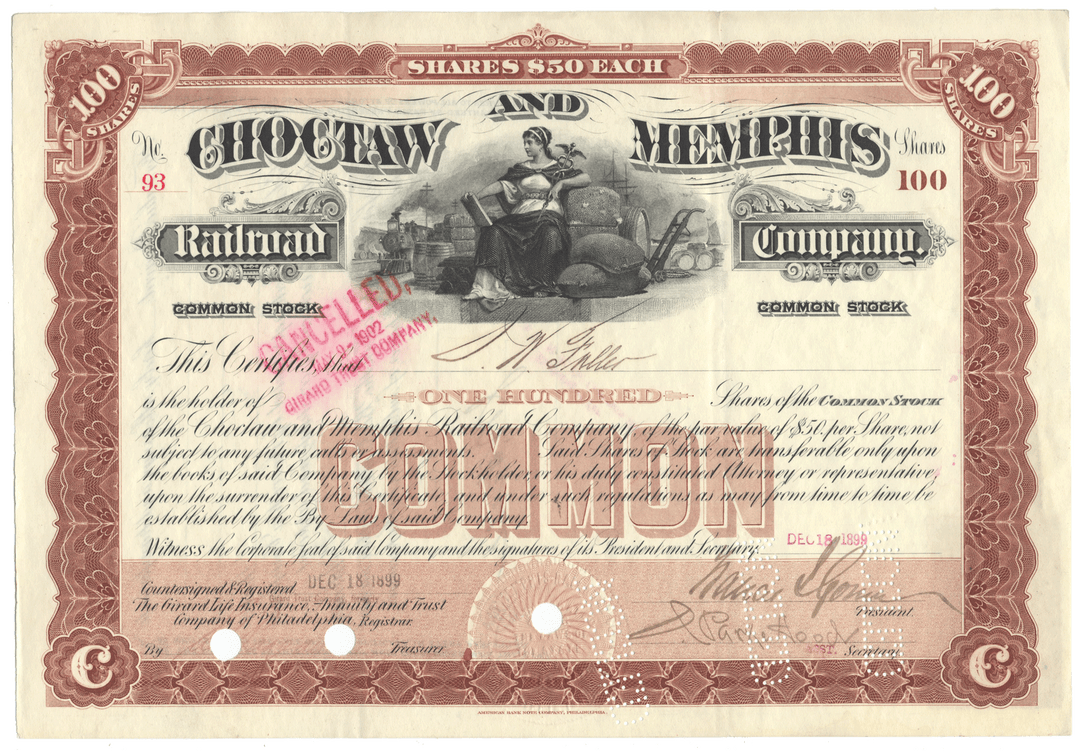 SHARES $50 EACH
100 SHARES
100 SHARES
CHOCTAW AND MEMPHIS
No. 93
Shares 100
Railroad Company.
COMMON STOCK
COMMON STOCK
CANCELLED,
1902
GIRARD TRUST COMPANY.
This Certifies that
is the holder of ONE HUNDRED Shares of the COMMON STOCK
of the Choctaw and Memphis Railroad Company of the par value of $50. per Share, not
subject to any future calls or assessments. Said Shares of Stock are transferable only upon
the books of said Company by the Stockholder, or his duly constituted Attorney or representative,
upon the surrender of this Certificate, and under such regulations as may from time to time be
established by the By Laws of said Company.
COMMON
Witness the Corporate seal of said Company and the signatures of its President and Secretary.
DEC 18 1899
Countersigned & Registered. DEC 18 1899
The Girard Life Insurance, Annuity and Trust
Company of Philadelphia, Registrar.
President.
By Treasurer
ASST. Secretary.
C
C
AMERICAN BANK NOTE COMPANY, PHILADELPHIA.